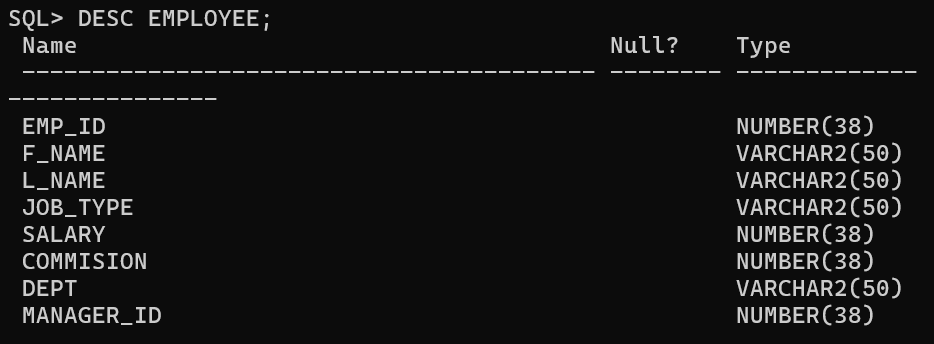 SQL> DESC EMPLOYEE;
Name Null? Type
----------------------------------------- -------- -------------
---------------
EMP_ID NUMBER(38)
F_NAME VARCHAR2(50)
L_NAME VARCHAR2(50)
JOB_TYPE VARCHAR2(50)
SALARY NUMBER(38)
COMMISION NUMBER(38)
DEPT VARCHAR2(50)
MANAGER_ID NUMBER(38)